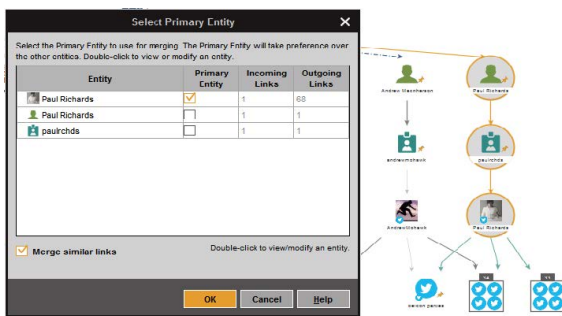 Select Primary Entity
Select the Primary Entity to use for merging. The Primary Entity will take preference over
the other entities. Double-click to view or modify an entity.
Entity Primary Entity Incoming Links Outgoing Links
Paul Richards 1 68
Paul Richards 1 1
paulrchds 1 1
Merge similar links
Double-click to view/modify an entity.
OK Cancel Help
Andrew Macpherson Paul Richards
andrewmohawk paulrchds
AndrewMohawk Paul Richards